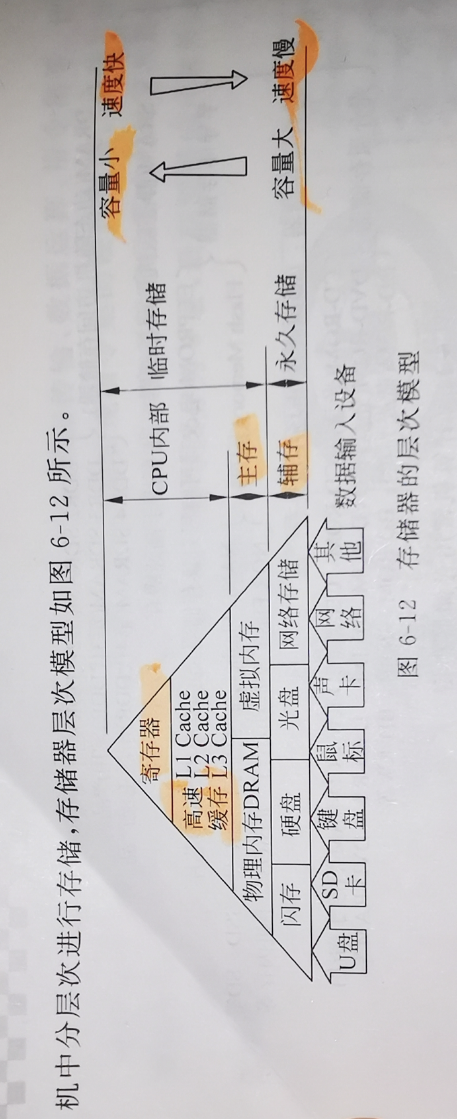 机中分层次进行存储,存储器层次模型如图 6-12 所示。
寄存器
高速
缓存
L1 Cache
L2 Cache
L3 Cache
物理内存DRAM
虚拟内存
闪存
硬盘
光盘
网络存储
U盘
SD卡
键盘
鼠标
声卡
网络
其他
数据输入设备
CPU内部
主存
辅存
临时存储
永久存储
容量小 速度快
容量大 速度慢
图 6-12 存储器的层次模型